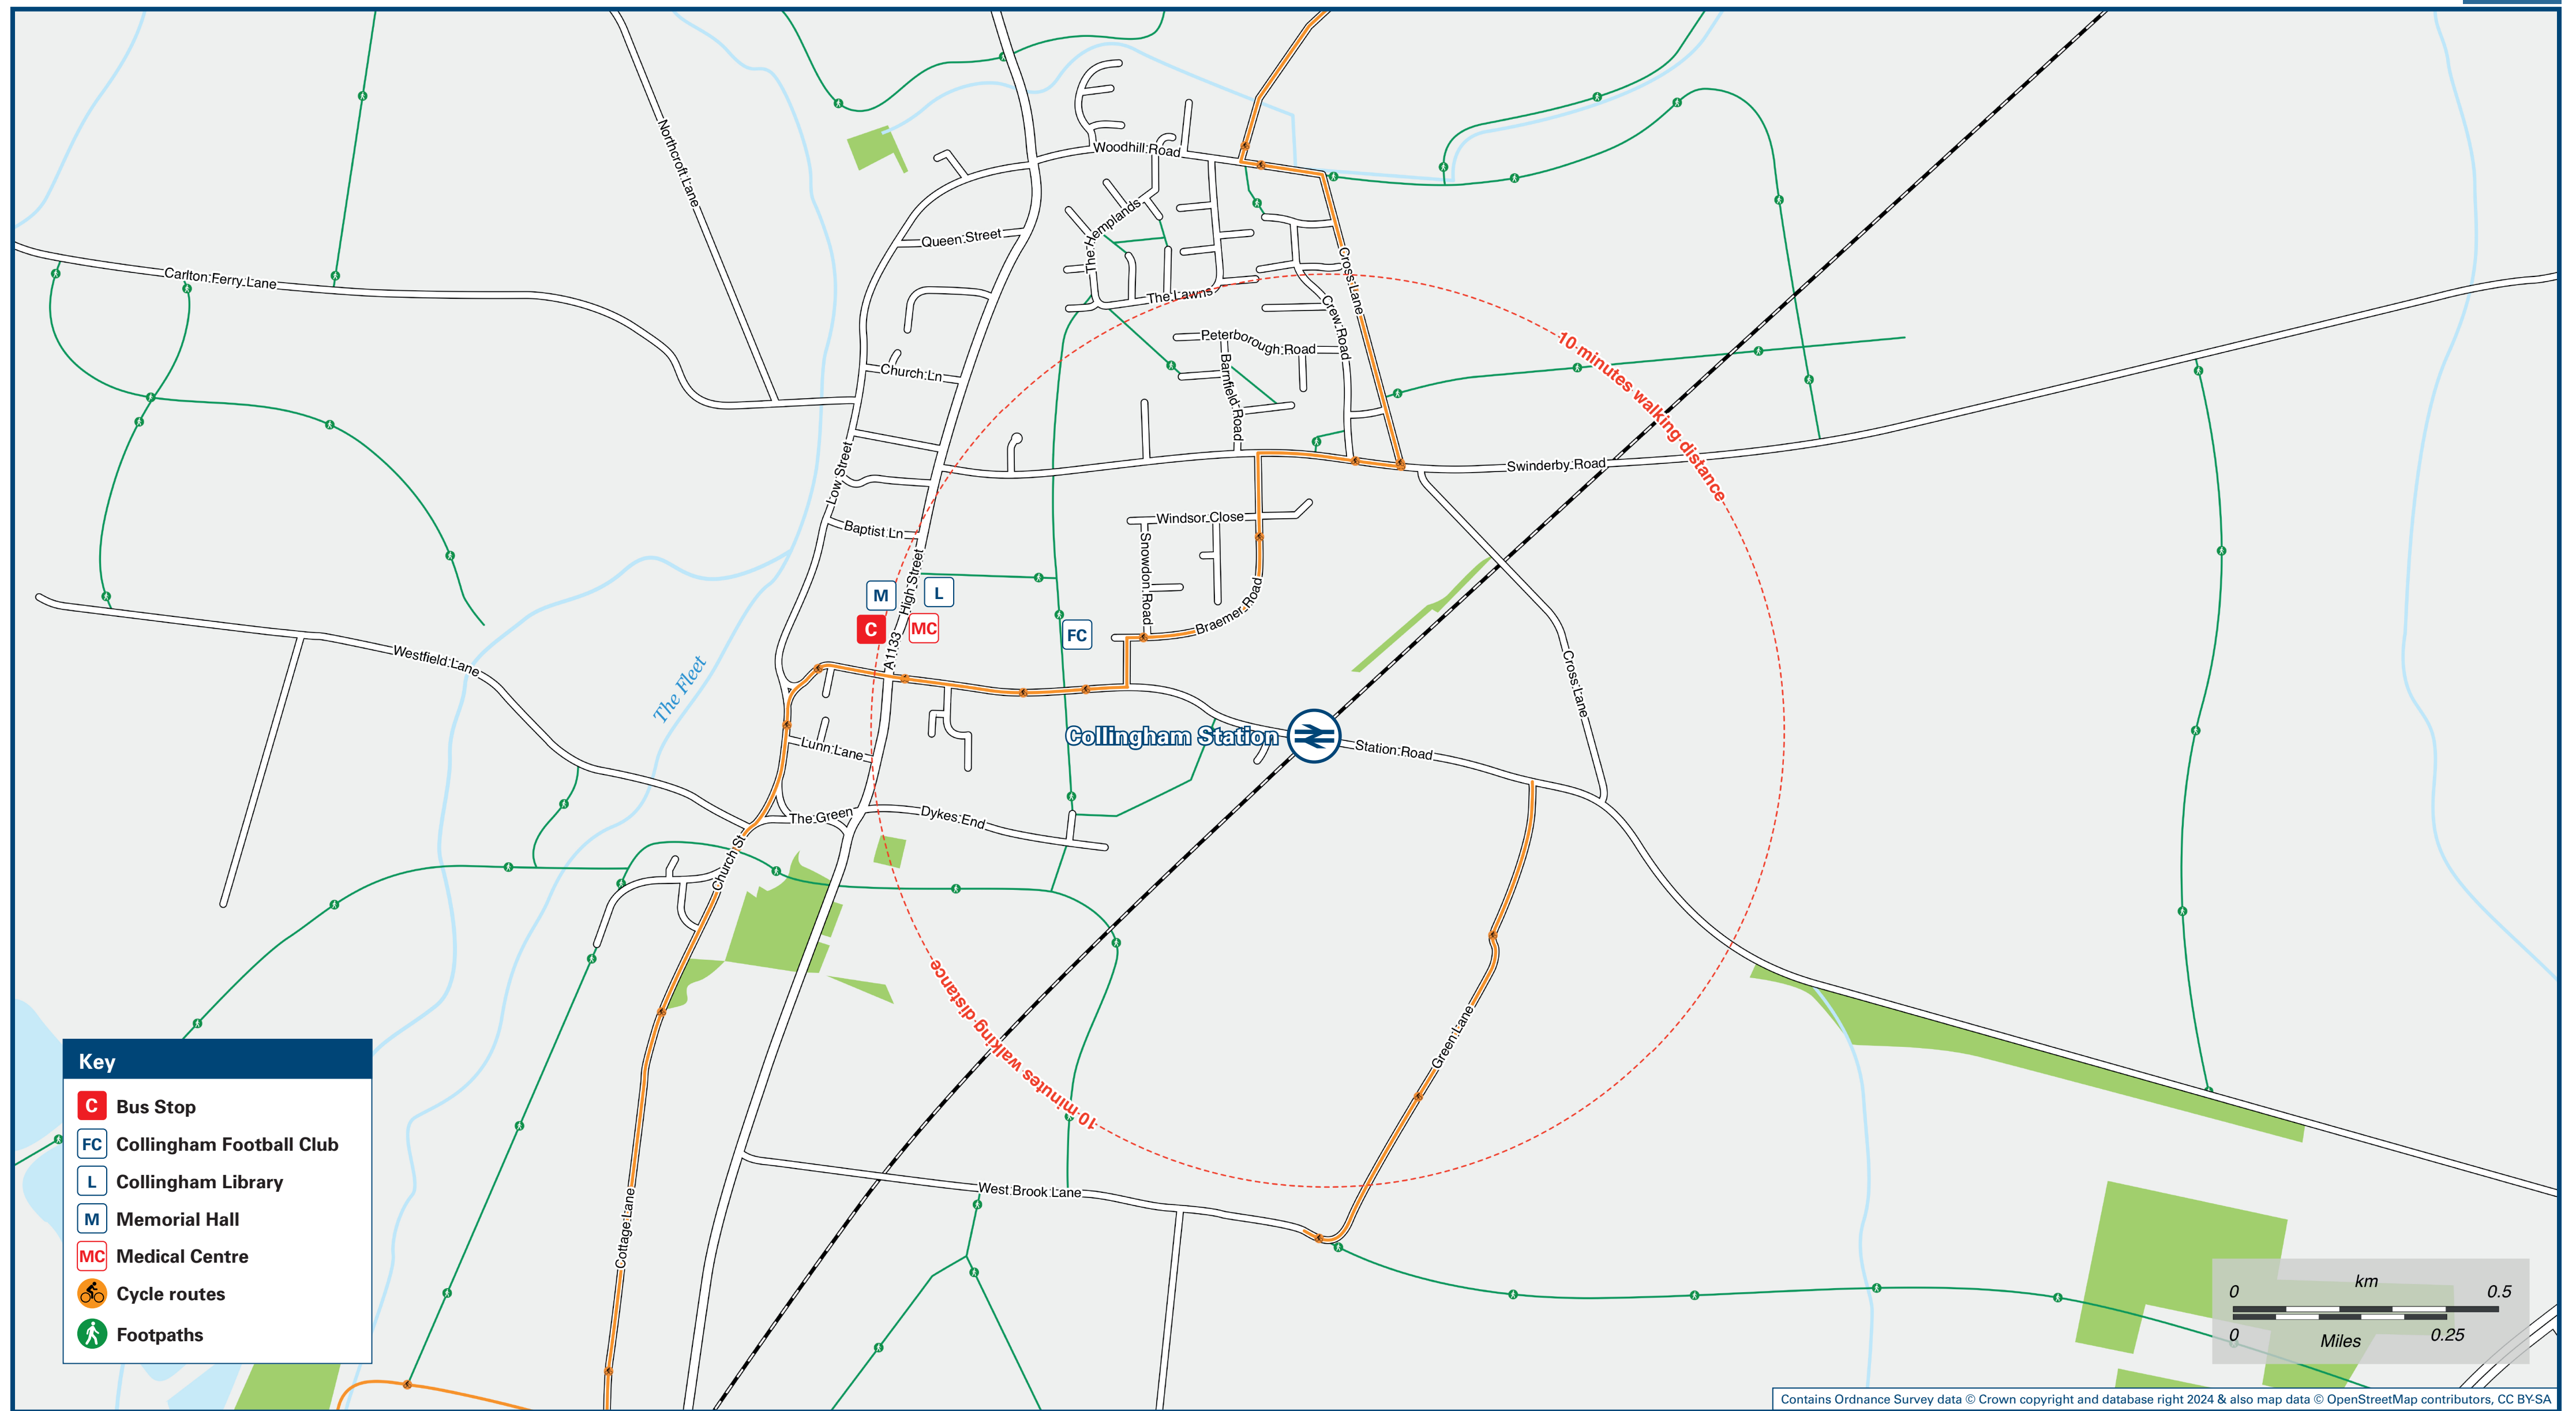 Woodhill Road
Northcroft Lane
Queen Street
The Hemplands
Cross Lane
Carlton Ferry Lane
The Lawns
Crew Road
Peterborough Road
Barnfield Road
Church Ln
10 minutes walking distance
Low Street
Swinderby Road
Baptist Ln
Windsor Close
Snowdon Road
High Street
M
L
C
MC
FC
Braemer Road
A1133
Westfield Lane
The Fleet
Cross Lane
Collingham Station
Station Road
Lunn Lane
The Green
Dykes End
Church St
10 minutes walking distance
Green Lane
West Brook Lane
Cottage Lane
Key
C Bus Stop
FC Collingham Football Club
L Collingham Library
M Memorial Hall
MC Medical Centre
Cycle routes
Footpaths
km
0 0.5
0 0.25
Miles
Contains Ordnance Survey data © Crown copyright and database right 2024 & also map data © OpenStreetMap contributors, CC BY-SA